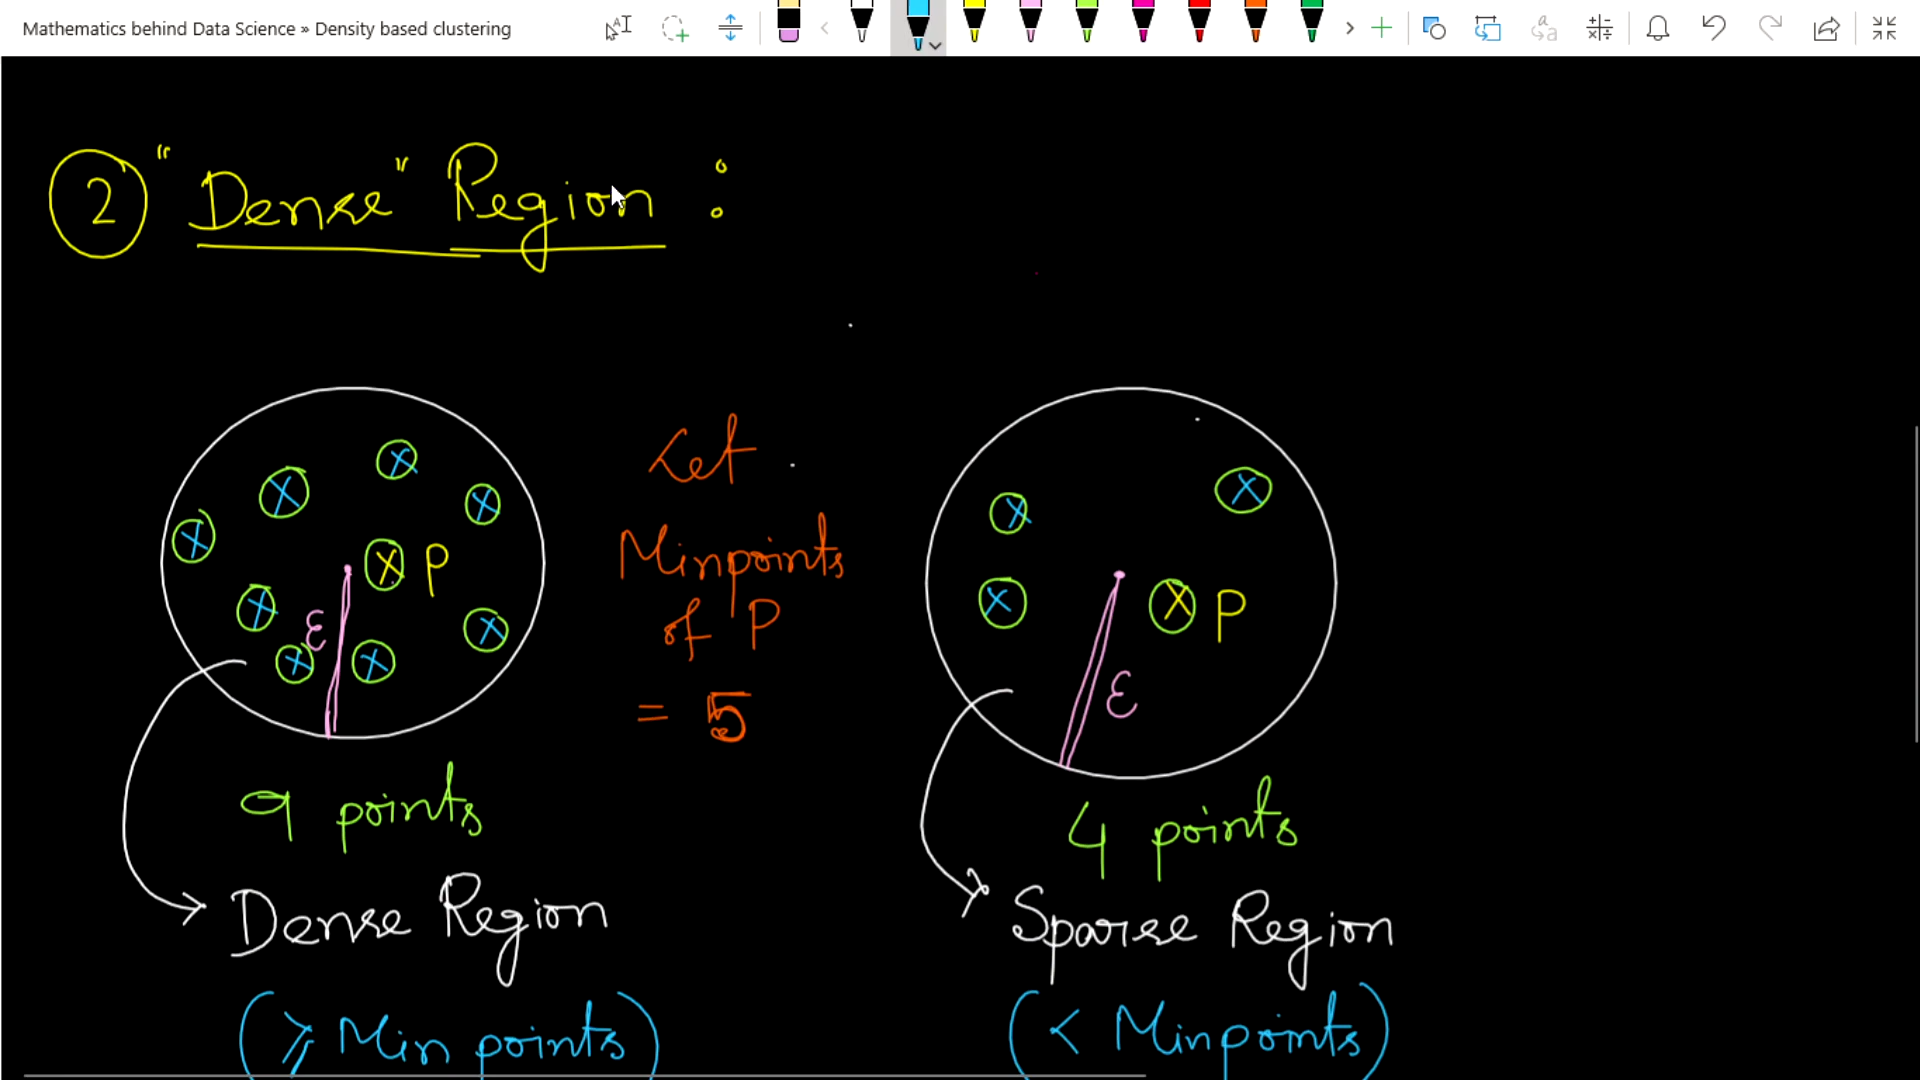 Mathematics behind Data Science » Density based clustering
2 "Dense" Region :
P
ε
9 points
Dense Region
(⩾ Min points)
Let
Minpoints
of P
= 5
P
ε
4 points
Sparse Region
(< Minpoints)